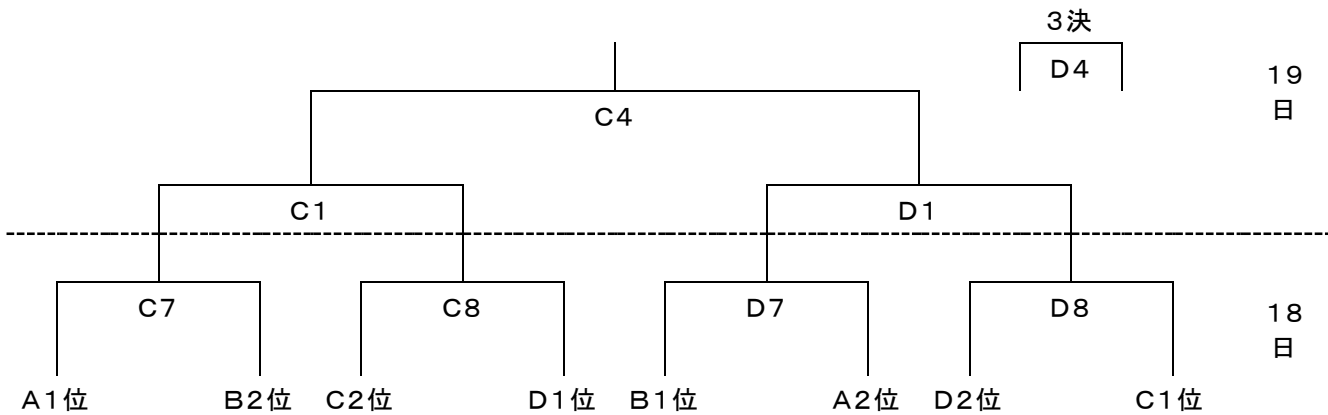 3決
D4
19
日
C4
C1
D1
C7
C8
D7
D8
18
日
A1位 B2位 C2位 D1位 B1位 A2位 D2位 C1位